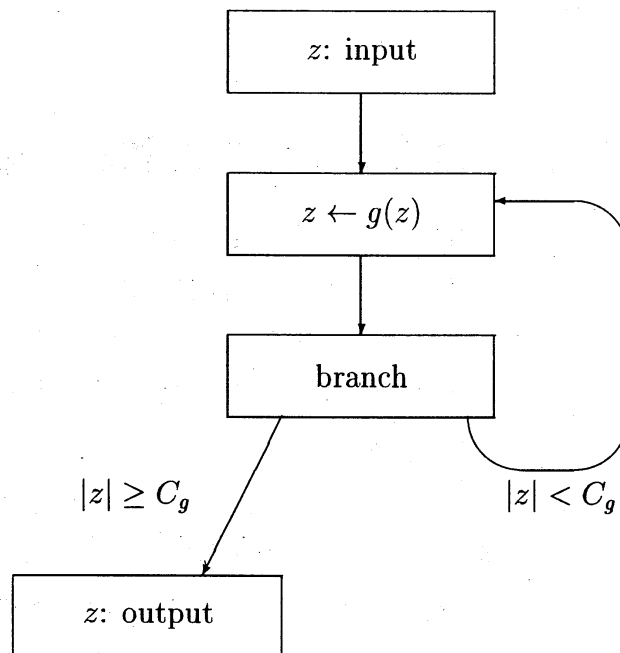 z: input
z ← g(z)
branch
|z| ≥ C_g
|z| < C_g
z: output